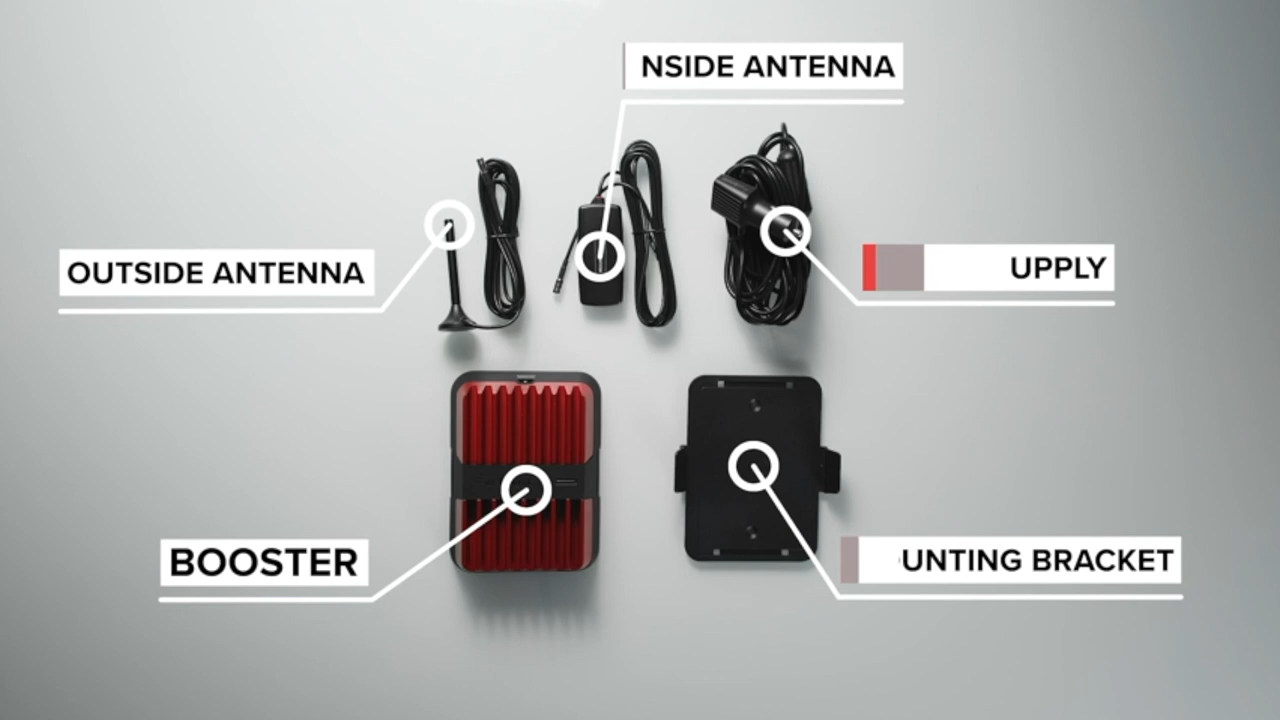 NSIDE ANTENNA
OUTSIDE ANTENNA
UPPLY
BOOSTER
UNTING BRACKET